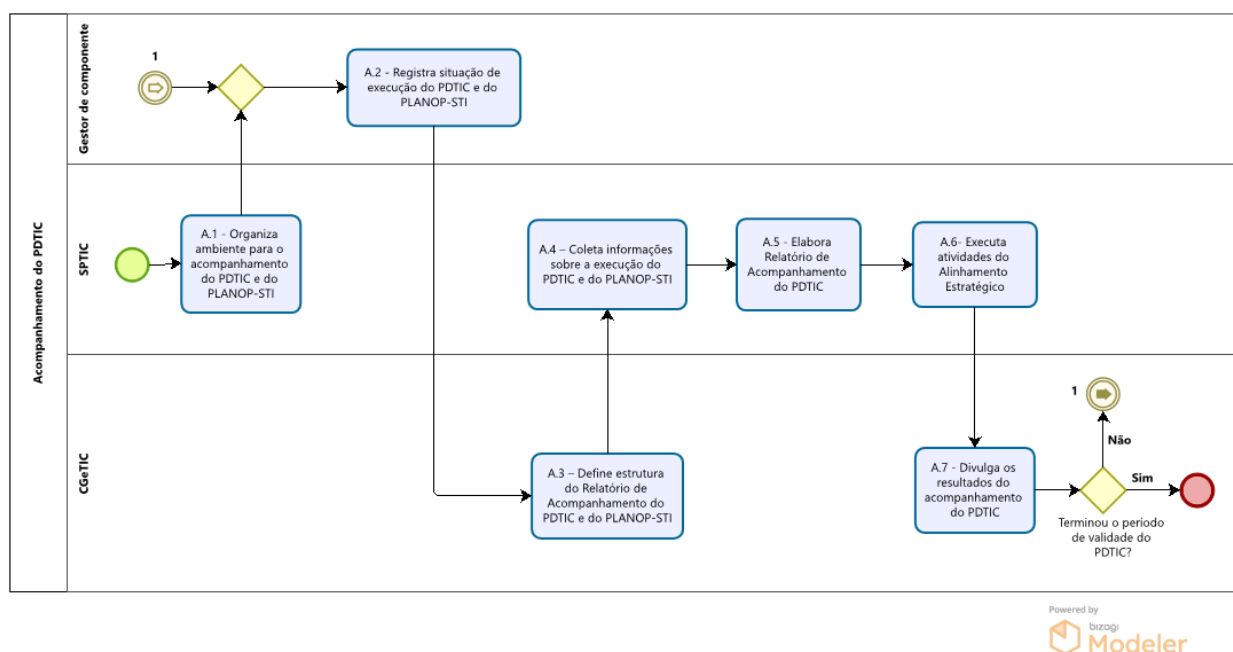 Acompanhamento do PDTIC
Gestor de componente
1
A.2 - Registra situação de
execução do PDTIC e do
PLANOP-STI
SPTIC
A.1 - Organiza
ambiente para o
acompanhamento
do PDTIC e do
PLANOP-STI
A.4 – Coleta informações
sobre a execução do
PDTIC e do PLANOP-STI
A.5 - Elabora
Relatório de
Acompanhamento
do PDTIC
A.6- Executa
atividades do
Alinhamento
Estratégico
CGeTIC
A.3 – Define estrutura
do Relatório de
Acompanhamento do
PDTIC e do PLANOP-STI
A.7 - Divulga os
resultados do
acompanhamento
do PDTIC
1
Não
Sim
Terminou o período
de validade do
PDTIC?
Powered by
bizagi
Modeler